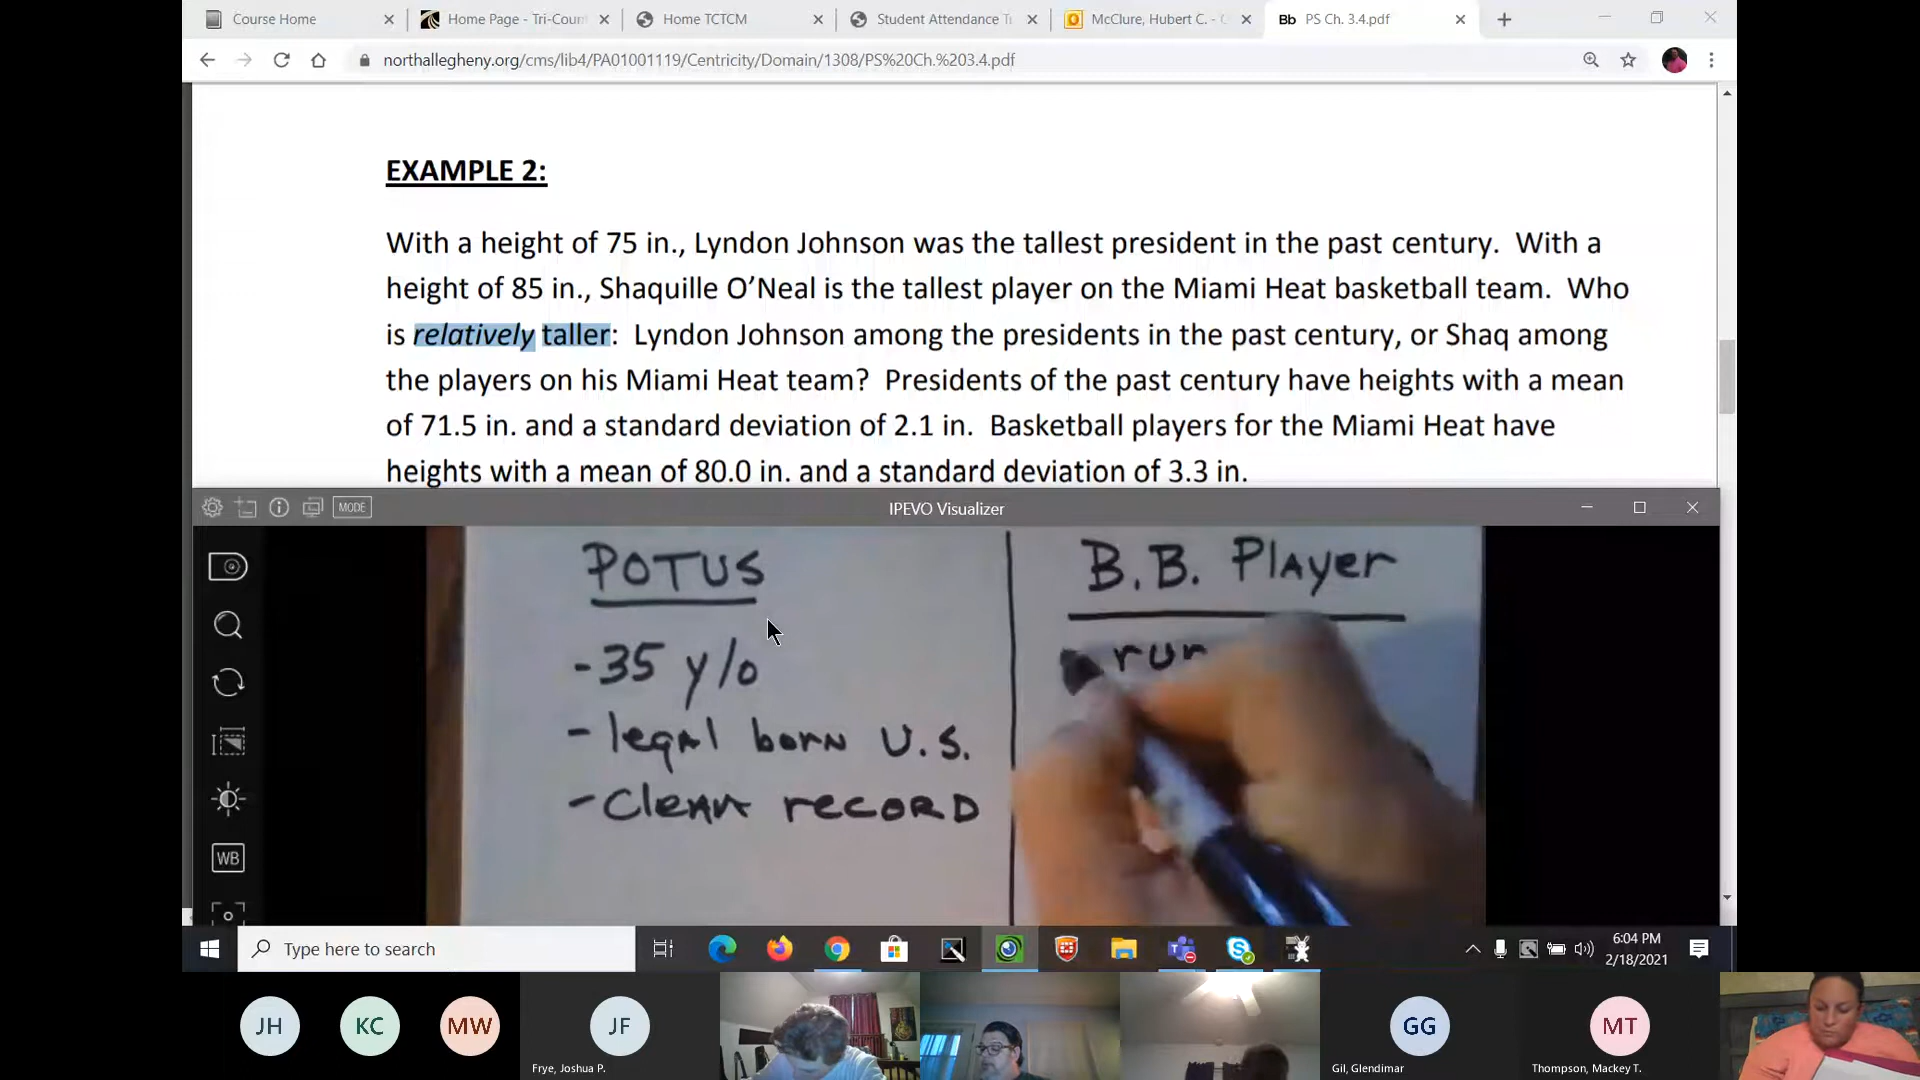 Course Home
Home Page - Tri-Coun
Home TCTCM
Student Attendance T
McClure, Hubert C. -
Bb PS Ch. 3.4.pdf
northallegheny.org/cms/lib4/PA01001119/Centricity/Domain/1308/PS%20Ch.%203.4.pdf
EXAMPLE 2:
With a height of 75 in., Lyndon Johnson was the tallest president in the past century. With a
height of 85 in., Shaquille O’Neal is the tallest player on the Miami Heat basketball team. Who
is relatively taller: Lyndon Johnson among the presidents in the past century, or Shaq among
the players on his Miami Heat team? Presidents of the past century have heights with a mean
of 71.5 in. and a standard deviation of 2.1 in. Basketball players for the Miami Heat have
heights with a mean of 80.0 in. and a standard deviation of 3.3 in.
MODE
IPEVO Visualizer
POTUS
B.B. Player
-35 y/o
run
-legal born U.S.
-Clean record
WB
Type here to search
6:04 PM
2/18/2021
JH
KC
MW
JF
GG
MT
Frye, Joshua P.
Gil, Glendimar
Thompson, Mackey T.